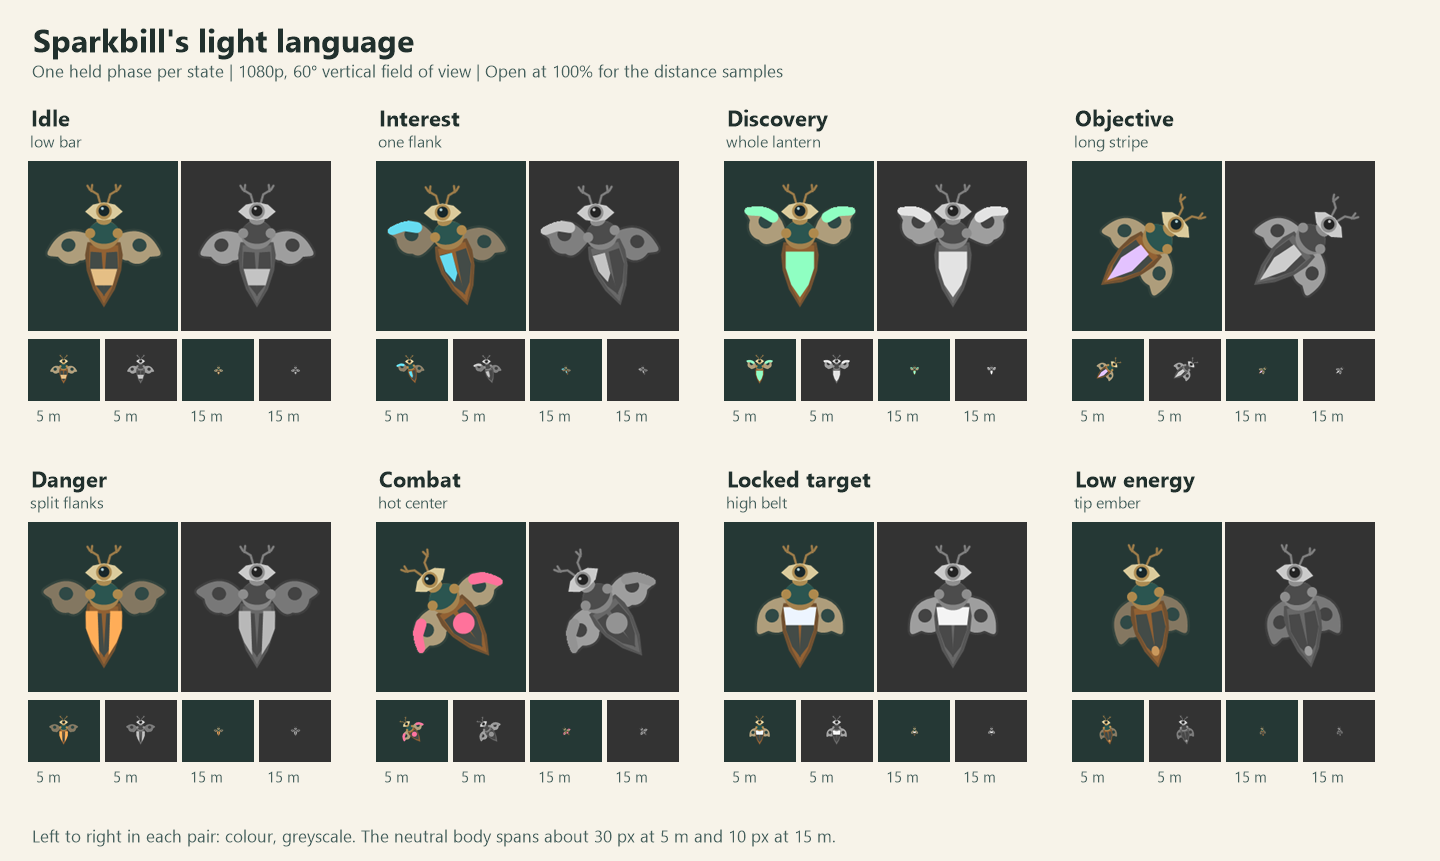 Sparkbill's light language
One held phase per state | 1080p, 60° vertical field of view | Open at 100% for the distance samples
Idle
low bar
5 m 5 m 15 m 15 m
Interest
one flank
5 m 5 m 15 m 15 m
Discovery
whole lantern
5 m 5 m 15 m 15 m
Objective
long stripe
5 m 5 m 15 m 15 m
Danger
split flanks
5 m 5 m 15 m 15 m
Combat
hot center
5 m 5 m 15 m 15 m
Locked target
high belt
5 m 5 m 15 m 15 m
Low energy
tip ember
5 m 5 m 15 m 15 m
Left to right in each pair: colour, greyscale. The neutral body spans about 30 px at 5 m and 10 px at 15 m.